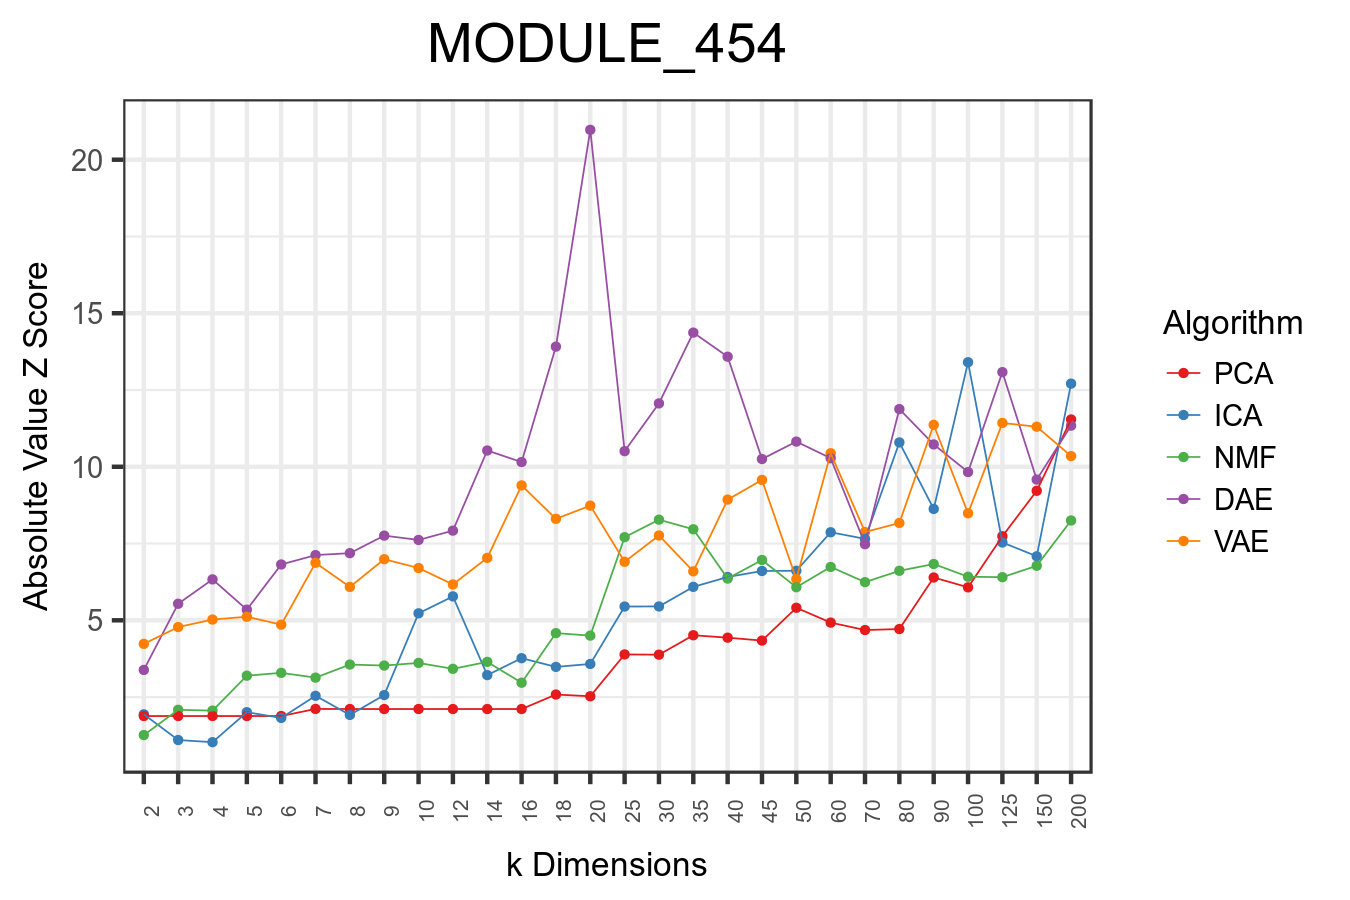 MODULE_454
Absolute Value Z Score
20
15
10
5
2 3 4 5 6 7 8 9 10 12 14 16 18 20 25 30 35 40 45 50 60 70 80 90 100 125 150 200
k Dimensions
Algorithm
PCA
ICA
NMF
DAE
VAE